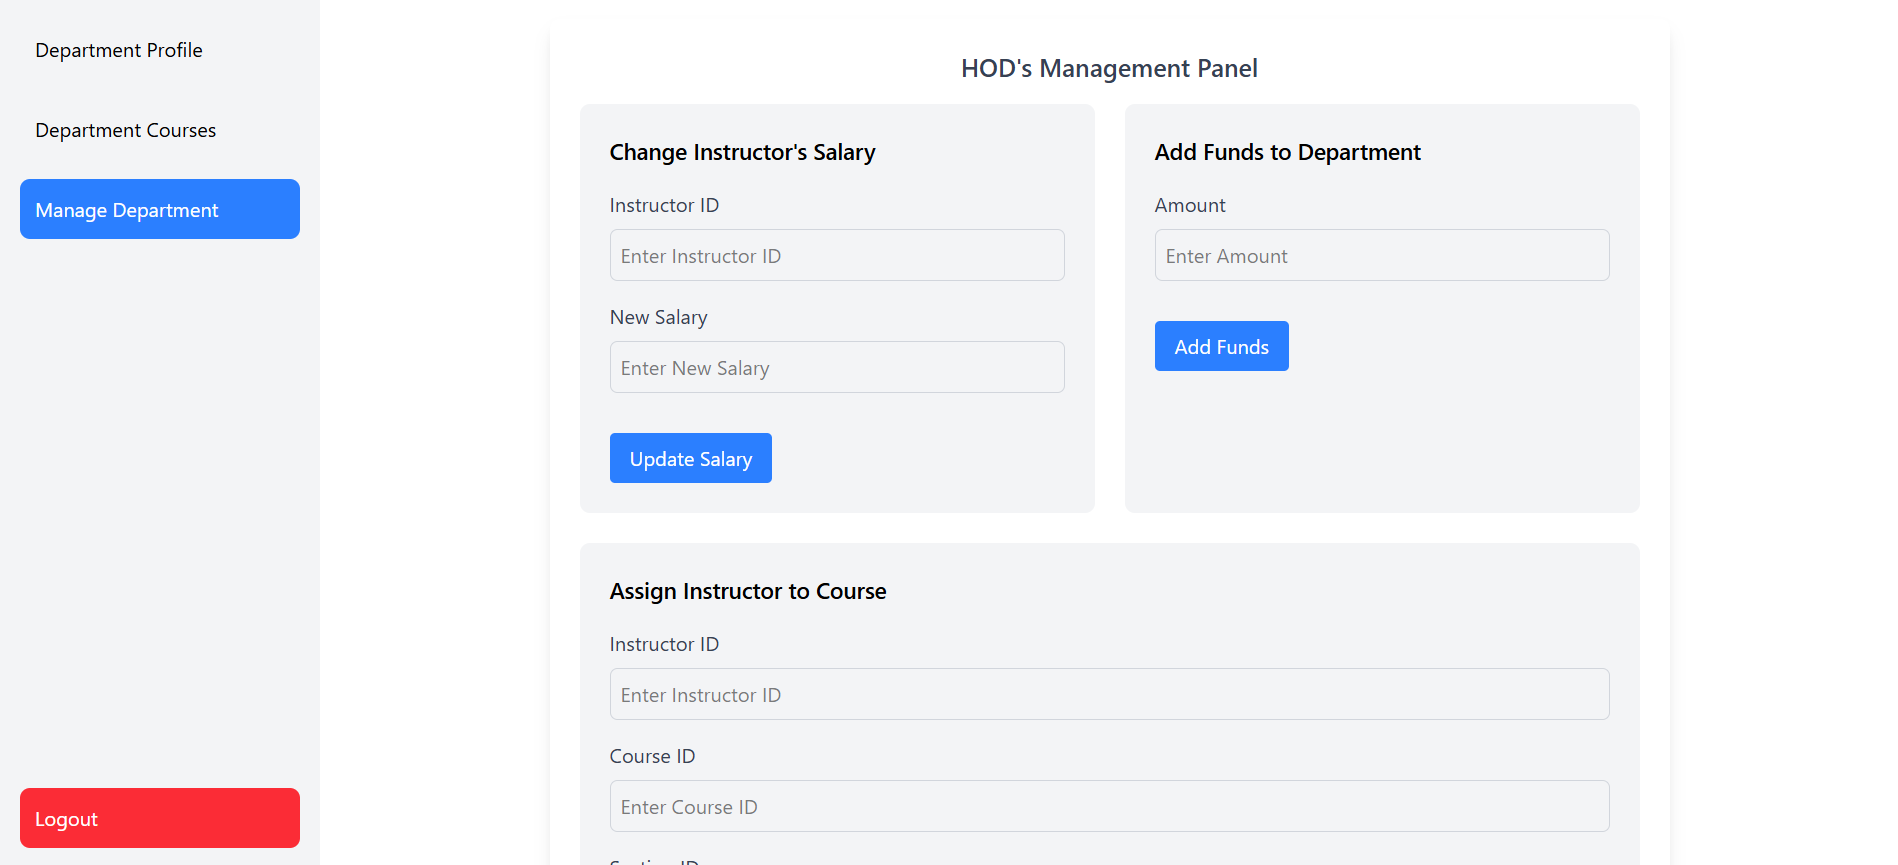 Department Profile
Department Courses
Manage Department
Logout
HOD's Management Panel
Change Instructor's Salary
Instructor ID
Enter Instructor ID
New Salary
Enter New Salary
Update Salary
Add Funds to Department
Amount
Enter Amount
Add Funds
Assign Instructor to Course
Instructor ID
Enter Instructor ID
Course ID
Enter Course ID